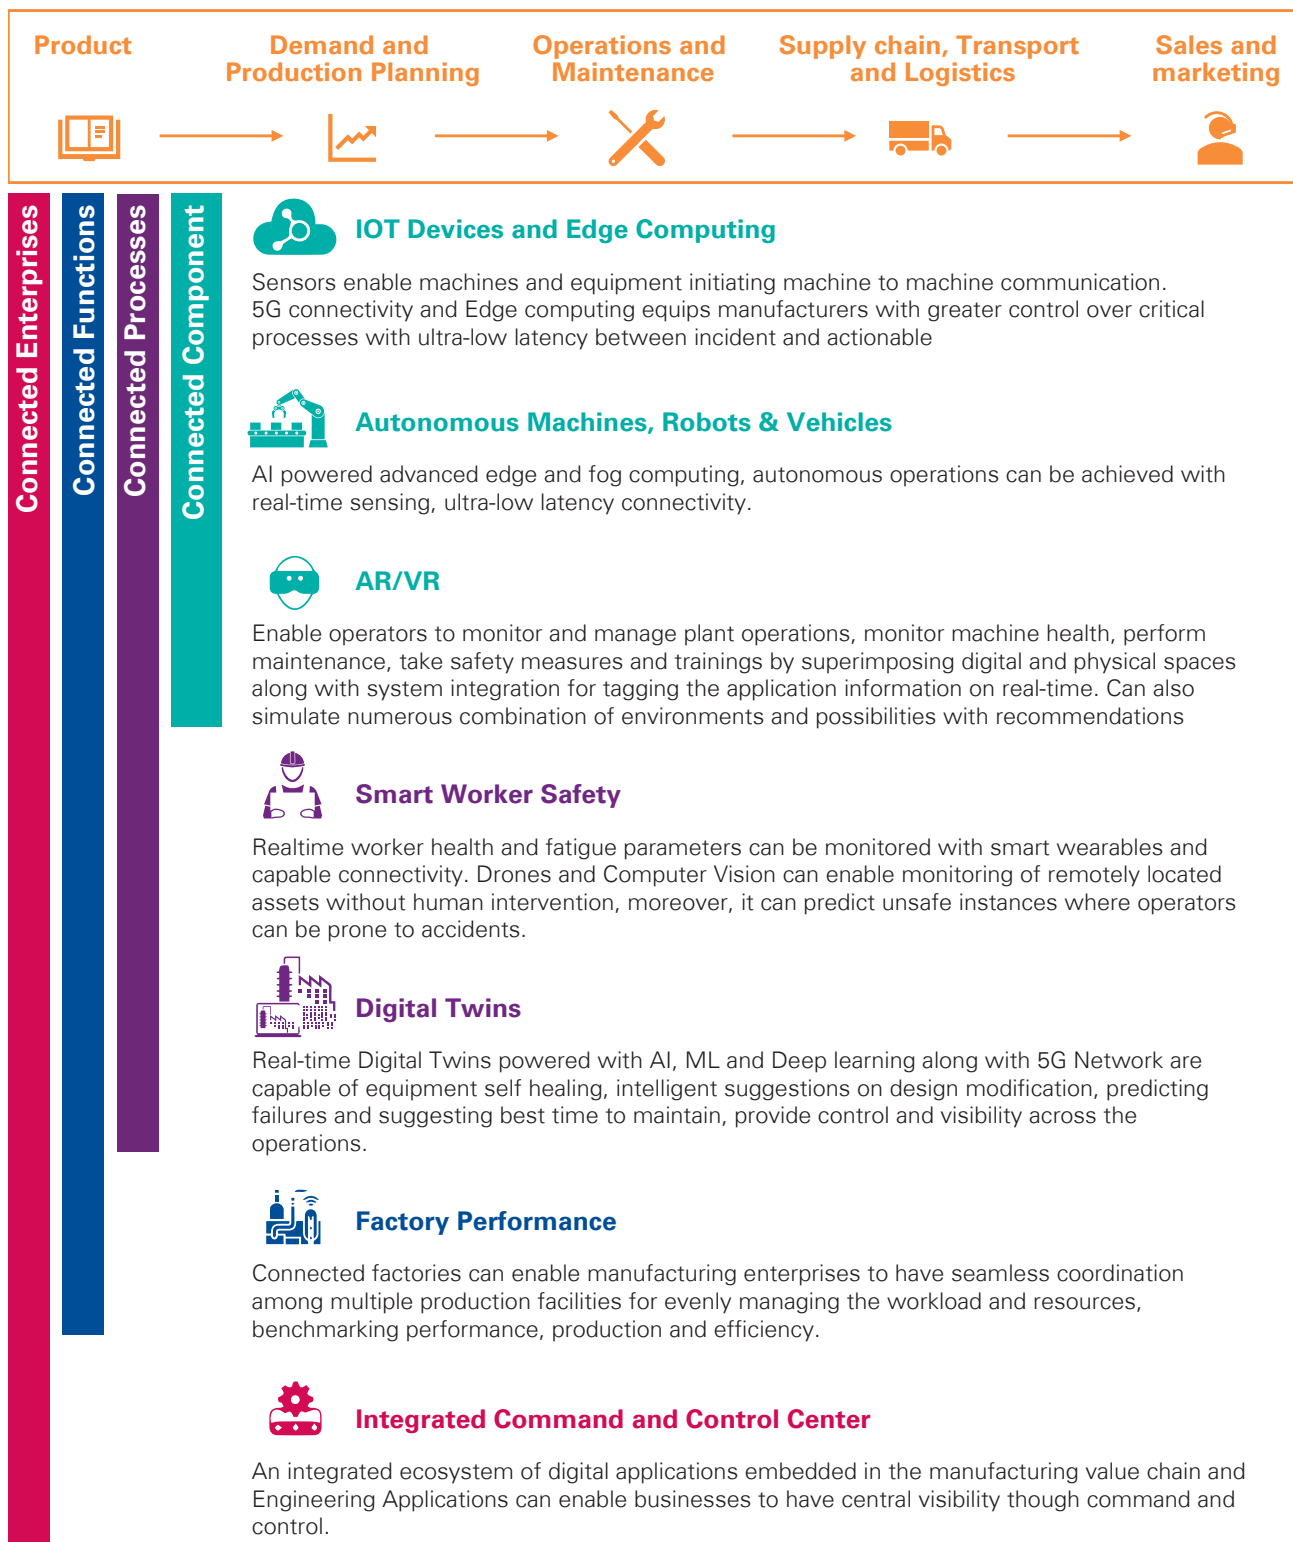 Product
Demand and
Production Planning
Operations and
Maintenance
Supply chain, Transport
and Logistics
Sales and
marketing
Connected Enterprises
Connected Functions
Connected Processes
Connected Component
IOT Devices and Edge Computing
Sensors enable machines and equipment initiating machine to machine communication.
5G connectivity and Edge computing equips manufacturers with greater control over critical
processes with ultra-low latency between incident and actionable
Autonomous Machines, Robots & Vehicles
AI powered advanced edge and fog computing, autonomous operations can be achieved with
real-time sensing, ultra-low latency connectivity.
AR/VR
Enable operators to monitor and manage plant operations, monitor machine health, perform
maintenance, take safety measures and trainings by superimposing digital and physical spaces
along with system integration for tagging the application information on real-time. Can also
simulate numerous combination of environments and possibilities with recommendations
Smart Worker Safety
Realtime worker health and fatigue parameters can be monitored with smart wearables and
capable connectivity. Drones and Computer Vision can enable monitoring of remotely located
assets without human intervention, moreover, it can predict unsafe instances where operators
can be prone to accidents.
Digital Twins
Real-time Digital Twins powered with AI, ML and Deep learning along with 5G Network are
capable of equipment self healing, intelligent suggestions on design modification, predicting
failures and suggesting best time to maintain, provide control and visibility across the
operations.
Factory Performance
Connected factories can enable manufacturing enterprises to have seamless coordination
among multiple production facilities for evenly managing the workload and resources,
benchmarking performance, production and efficiency.
Integrated Command and Control Center
An integrated ecosystem of digital applications embedded in the manufacturing value chain and
Engineering Applications can enable businesses to have central visibility though command and
control.